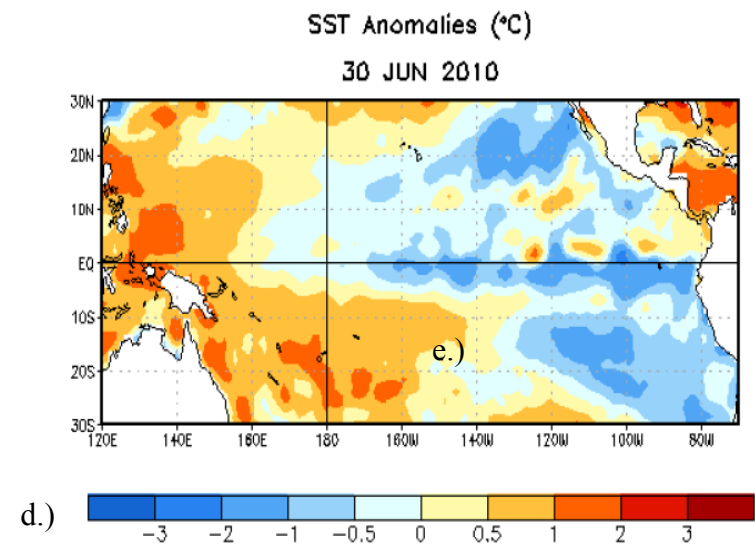 SST Anomalies (°C)
30 JUN 2010
30N
20N
10N
EQ
10S
e.)
20S
30S
120E 140E 160E 180 160W 140W 120W 100W 80W
d.)
-3 -2 -1 -0.5 0 0.5 1 2 3